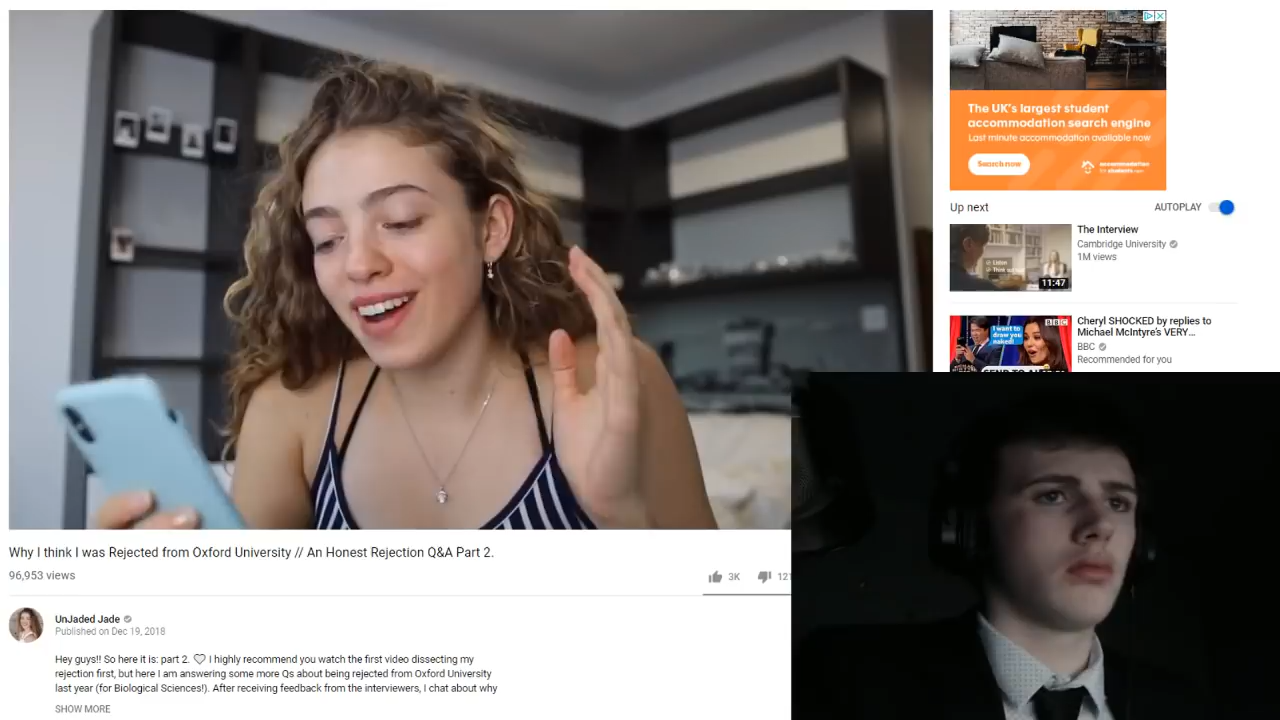 The UK's largest student
accommodation search engine
Last minute accommodation available now
Search now
accommodation
for students.com
Up next
AUTOPLAY
The Interview
Cambridge University
1M views
Listen
11:47
Cheryl SHOCKED by replies to
Michael McIntyre's VERY...
BBC
Recommended for you
I want to
draw you
naked!
BBC
Why I think I was Rejected from Oxford University // An Honest Rejection Q&A Part 2.
96,953 views
3K
121
UnJaded Jade
Published on Dec 19, 2018
Hey guys!! So here it is: part 2. ♡ I highly recommend you watch the first video dissecting my
rejection first, but here I am answering some more Qs about being rejected from Oxford University
last year (for Biological Sciences!). After receiving feedback from the interviewers, I chat about why
SHOW MORE